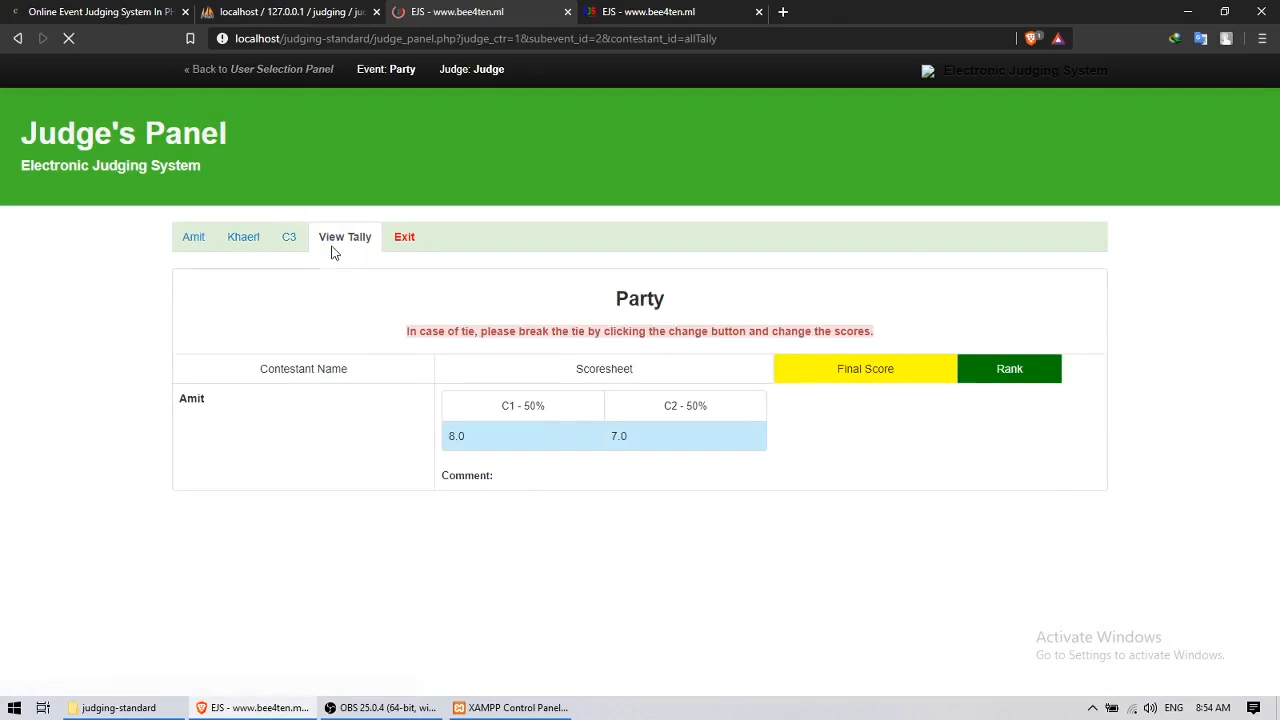 Online Event Judging System In PH
localhost / 127.0.0.1 / judging / jud
EJS - www.bee4ten.ml
EJS - www.bee4ten.ml
localhost/judging-standard/judge_panel.php?judge_ctr=1&subevent_id=2&contestant_id=allTally
« Back to User Selection Panel
Event: Party
Judge: Judge
Electronic Judging System
Judge's Panel
Electronic Judging System
Amit
Khaerl
C3
View Tally
Exit
Party
In case of tie, please break the tie by clicking the change button and change the scores.
Contestant Name
Scoresheet
Final Score
Rank
Amit
C1 - 50%
C2 - 50%
8.0
7.0
Comment:
Activate Windows
Go to Settings to activate Windows.
judging-standard
EJS - www.bee4ten.m...
OBS 25.0.4 (64-bit, wi...
XAMPP Control Panel...
ENG
8:54 AM